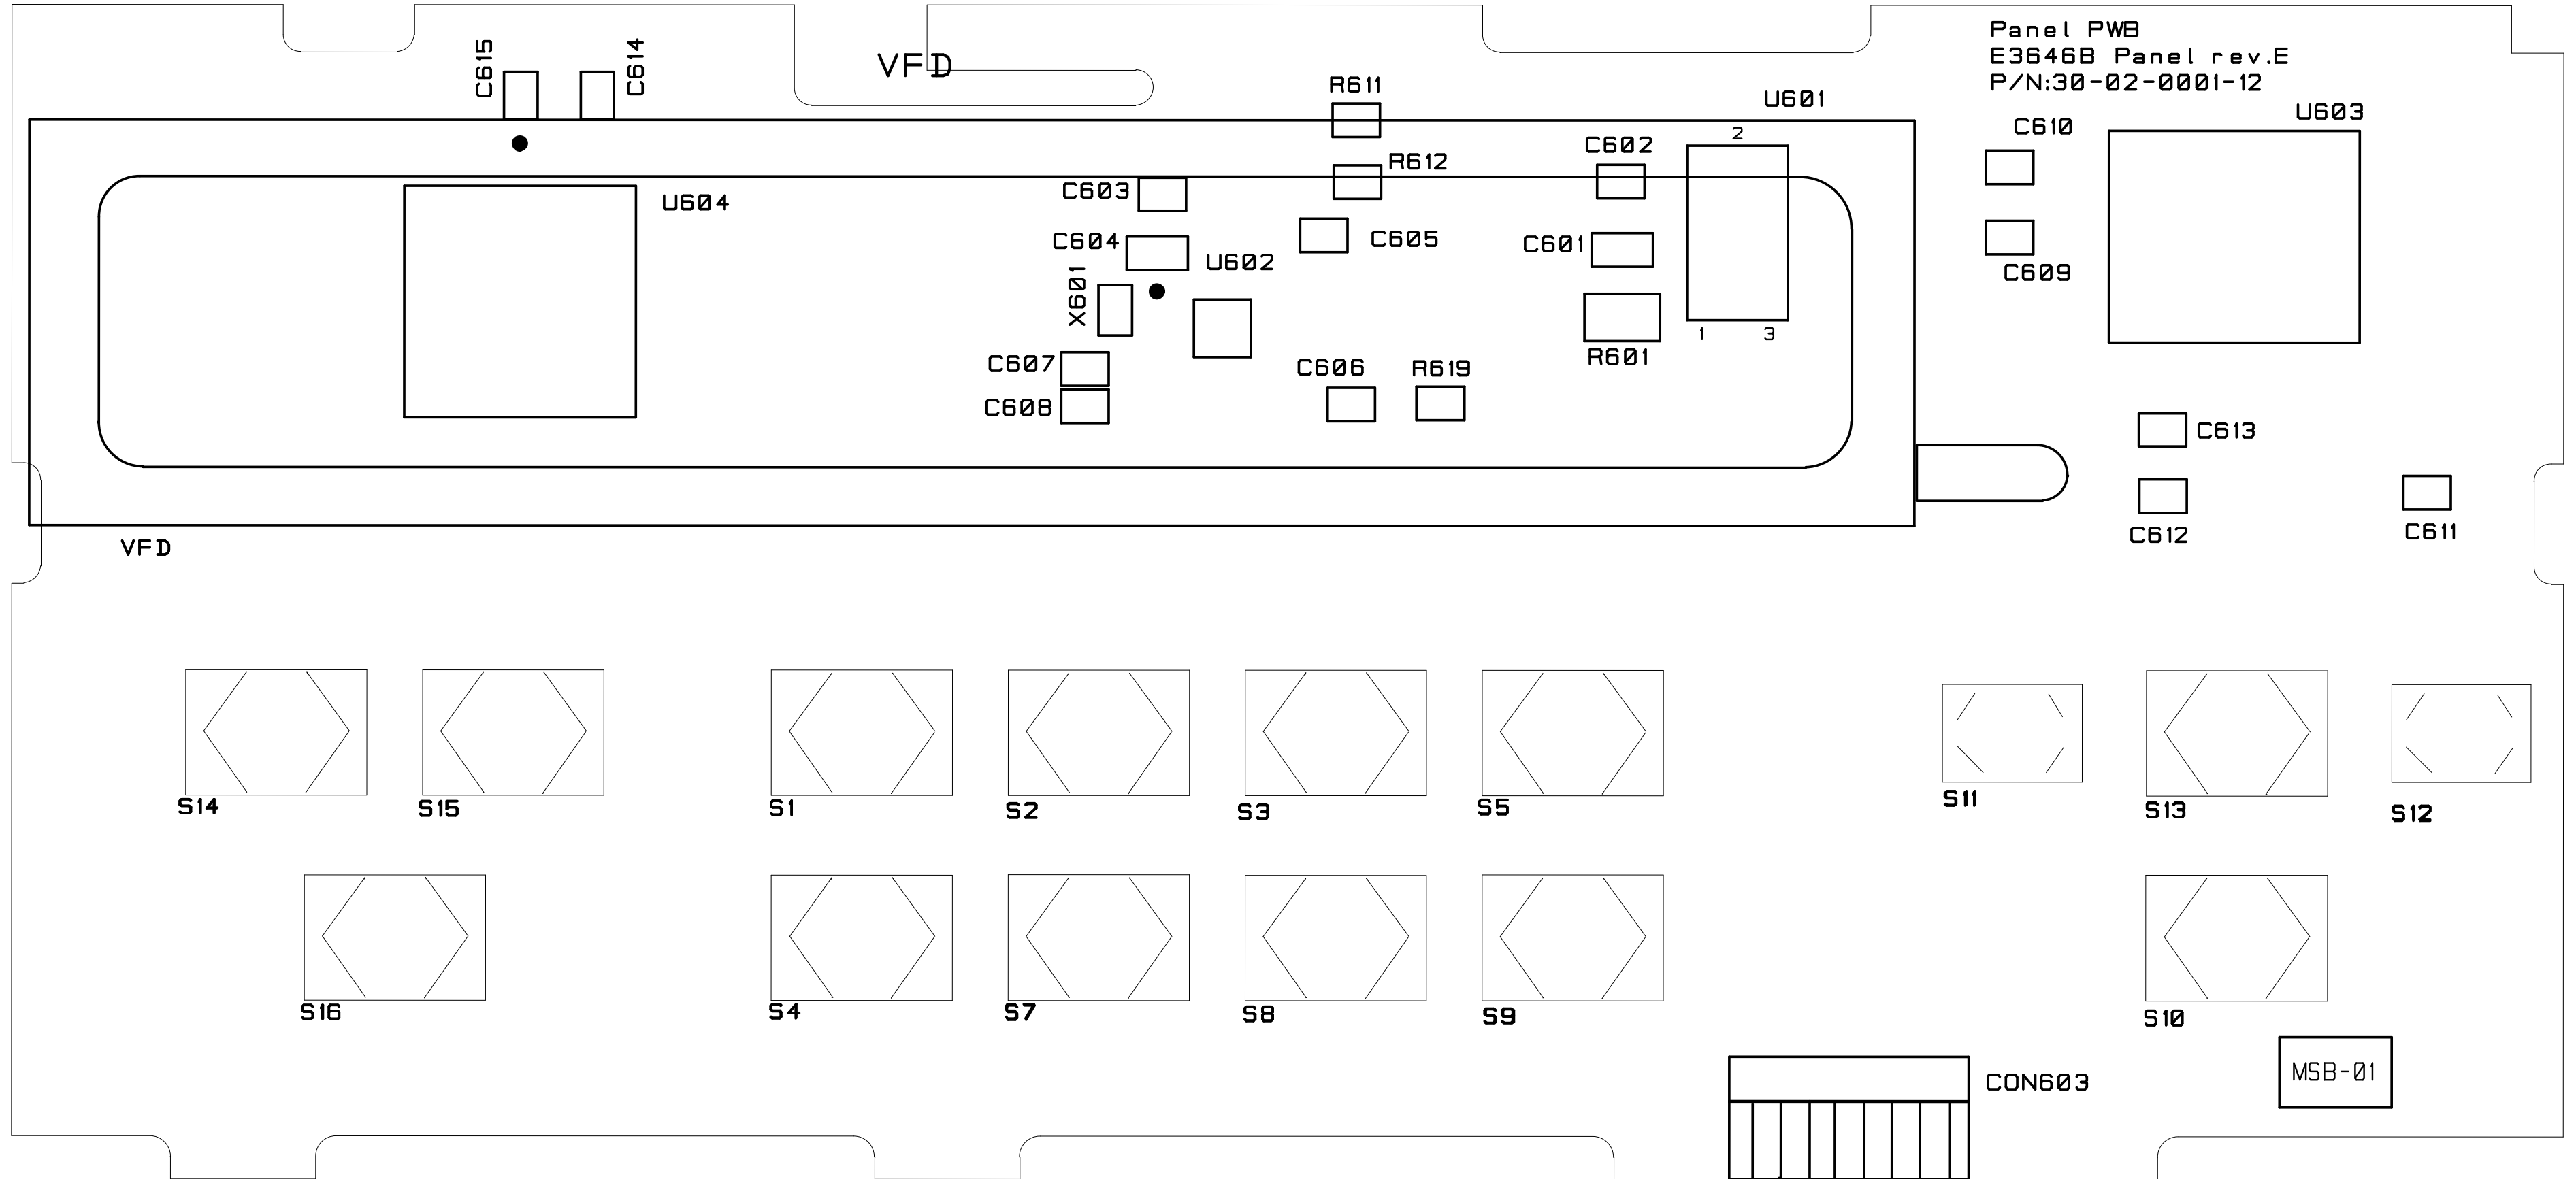 Panel PWB
E3646B Panel rev.E
P/N:30-02-0001-12
C615
C614
VFD
R611
U601
U603
C610
2
C602
R612
C603
U604
C605
C604
C601
U602
C609
X601
1
3
R601
C607
C606
R619
C608
C613
C612
C611
VFD
S14
S15
S1
S2
S3
S5
S11
S13
S12
S16
S4
S7
S8
S9
S10
MSB-01
CON603